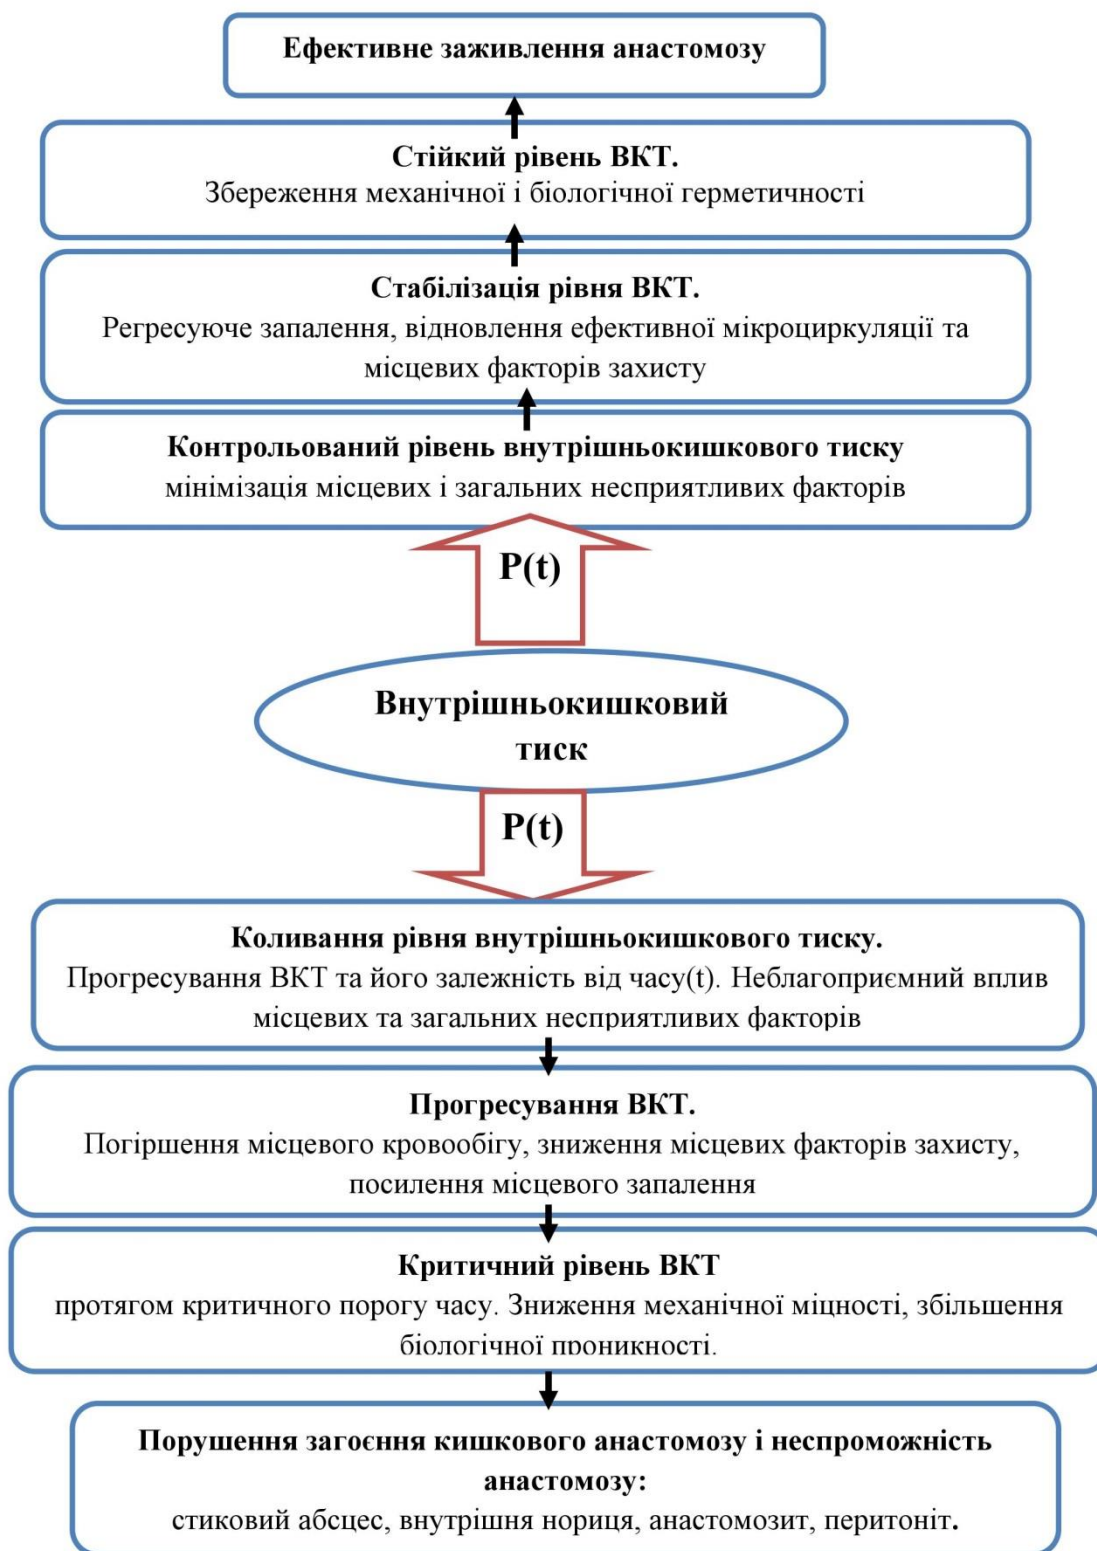 Ефективне заживлення анастомозу
Стійкий рівень ВКТ.
Збереження механічної і біологічної герметичності
Стабілізація рівня ВКТ.
Регресуюче запалення, відновлення ефективної мікроциркуляції та
місцевих факторів захисту
Контрольований рівень внутрішньокишкового тиску
мінімізація місцевих і загальних несприятливих факторів
P(t)
Внутрішньокишковий
тиск
P(t)
Коливання рівня внутрішньокишкового тиску.
Прогресування ВКТ та його залежність від часу(t). Неблагоприємний вплив
місцевих та загальних несприятливих факторів
Прогресування ВКТ.
Погіршення місцевого кровообігу, зниження місцевих факторів захисту,
посилення місцевого запалення
Критичний рівень ВКТ
протягом критичного порогу часу. Зниження механічної міцності, збільшення
біологічної проникності.
Порушення загоєння кишкового анастомозу і неспроможність
анастомозу:
стиковий абсцес, внутрішня нориця, анастомозит, перитоніт.